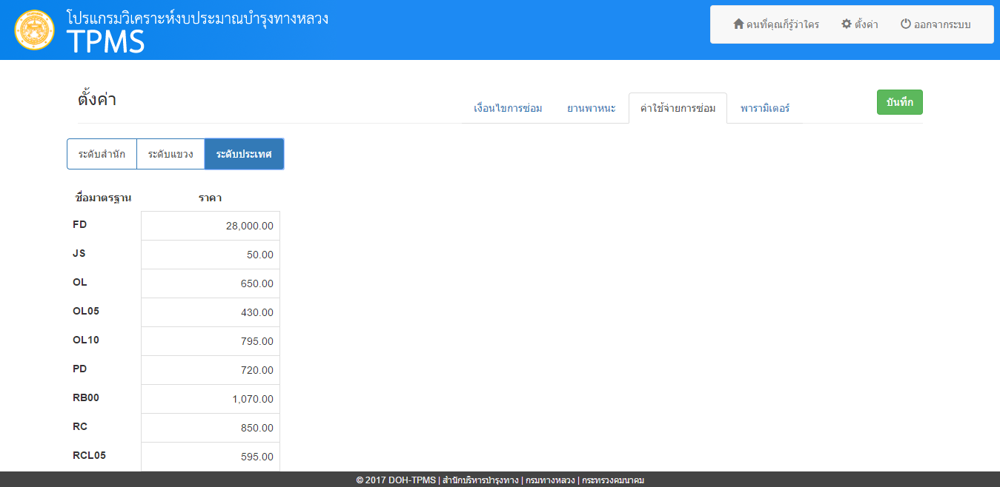 โปรแกรมวิเคราะห์งบประมาณบำรุงทางหลวง
TPMS
คนที่คุณก็รู้ว่าใคร ตั้งค่า ออกจากระบบ
ตั้งค่า
เงื่อนไขการซ่อม ยานพาหนะ ค่าใช้จ่ายการซ่อม พารามิเตอร์
บันทึก
ระดับสำนัก ระดับแขวง ระดับประเทศ
ชื่อมาตรฐาน ราคา
FD 28,000.00
JS 50.00
OL 650.00
OL05 430.00
OL10 795.00
PD 720.00
RB00 1,070.00
RC 850.00
RCL05 595.00
© 2017 DOH-TPMS | สำนักบริหารบำรุงทาง | กรมทางหลวง | กระทรวงคมนาคม